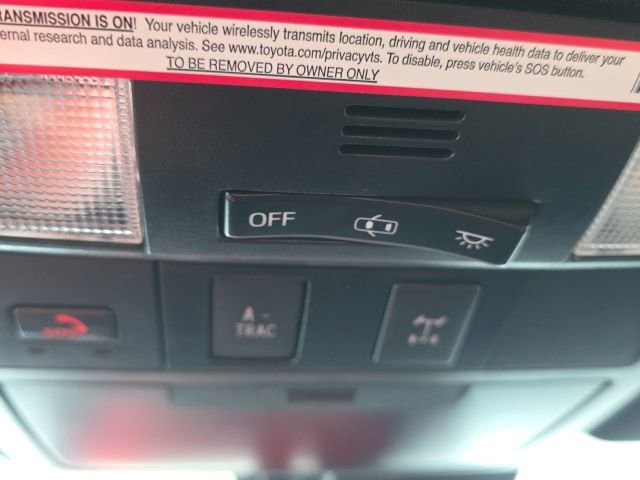 RANSMISSION IS ON! Your vehicle wirelessly transmits location, driving and vehicle health data to deliver your
ernal research and data analysis. See www.toyota.com/privacyvts. To disable, press vehicle's SOS button.
TO BE REMOVED BY OWNER ONLY
OFF
A-
TRAC